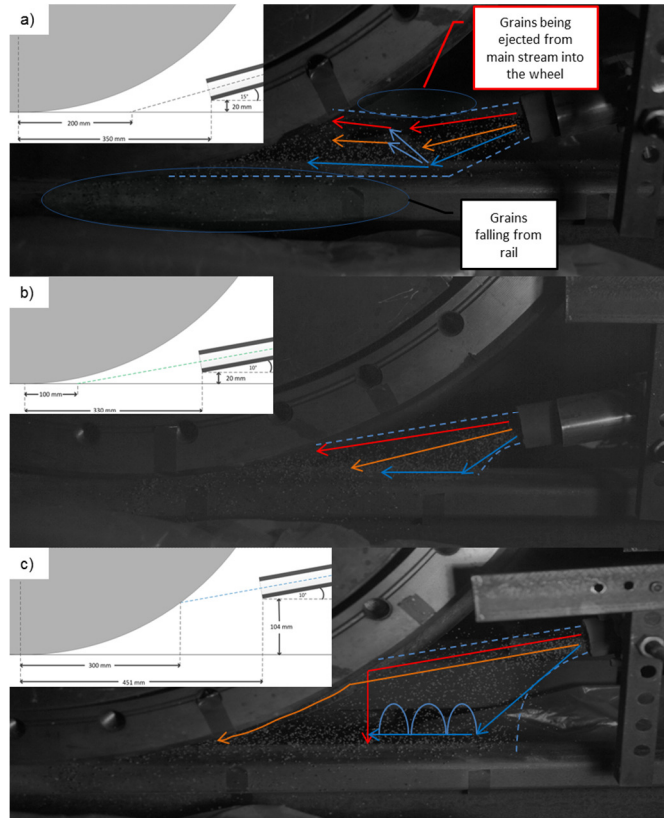 a)
Grains being
ejected from
main stream into
the wheel
15°
20 mm
200 mm
350 mm
Grains
falling from
rail
b)
10°
20 mm
100 mm
330 mm
c)
10°
104 mm
300 mm
451 mm